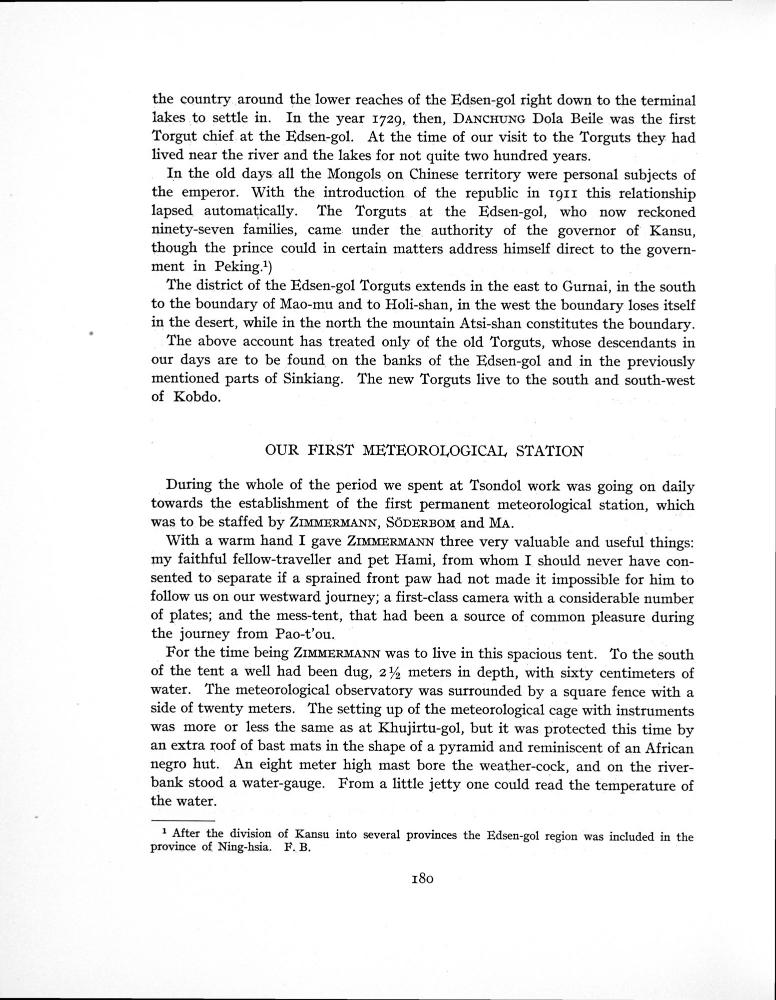 the country around the lower reaches of the Edsen-gol right down to the terminal
lakes to settle in. In the year 1729, then, DANCHUNG Dola Beile was the first
Torgut chief at the Edsen-gol. At the time of our visit to the Torguts they had
lived near the river and the lakes for not quite two hundred years.
In the old days all the Mongols on Chinese territory were personal subjects of
the emperor. With the introduction of the republic in 1911 this relationship
lapsed automatically. The Torguts at the Edsen-gol, who now reckoned
ninety-seven families, came under the authority of the governor of Kansu,
though the prince could in certain matters address himself direct to the govern-
ment in Peking.¹)
The district of the Edsen-gol Torguts extends in the east to Gurnai, in the south
to the boundary of Mao-mu and to Holi-shan, in the west the boundary loses itself
in the desert, while in the north the mountain Atsi-shan constitutes the boundary.
The above account has treated only of the old Torguts, whose descendants in
our days are to be found on the banks of the Edsen-gol and in the previously
mentioned parts of Sinkiang. The new Torguts live to the south and south-west
of Kobdo.
OUR FIRST METEOROLOGICAL STATION
During the whole of the period we spent at Tsondol work was going on daily
towards the establishment of the first permanent meteorological station, which
was to be staffed by ZIMMERMANN, SÖDERBOM and MA.
With a warm hand I gave ZIMMERMANN three very valuable and useful things:
my faithful fellow-traveller and pet Hami, from whom I should never have con-
sented to separate if a sprained front paw had not made it impossible for him to
follow us on our westward journey; a first-class camera with a considerable number
of plates; and the mess-tent, that had been a source of common pleasure during
the journey from Pao-t'ou.
For the time being ZIMMERMANN was to live in this spacious tent. To the south
of the tent a well had been dug, 2½ meters in depth, with sixty centimeters of
water. The meteorological observatory was surrounded by a square fence with a
side of twenty meters. The setting up of the meteorological cage with instruments
was more or less the same as at Khujirtu-gol, but it was protected this time by
an extra roof of bast mats in the shape of a pyramid and reminiscent of an African
negro hut. An eight meter high mast bore the weather-cock, and on the river-
bank stood a water-gauge. From a little jetty one could read the temperature of
the water.
¹ After the division of Kansu into several provinces the Edsen-gol region was included in the
province of Ning-hsia. F. B.
180